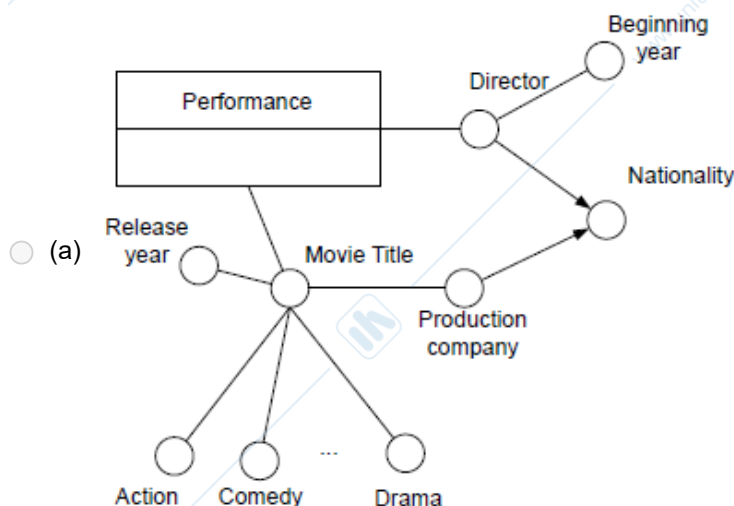 Beginning
year
Director
Performance
Nationality
Release
year
(a)
Movie Title
Production
company
...
Action Comedy Drama